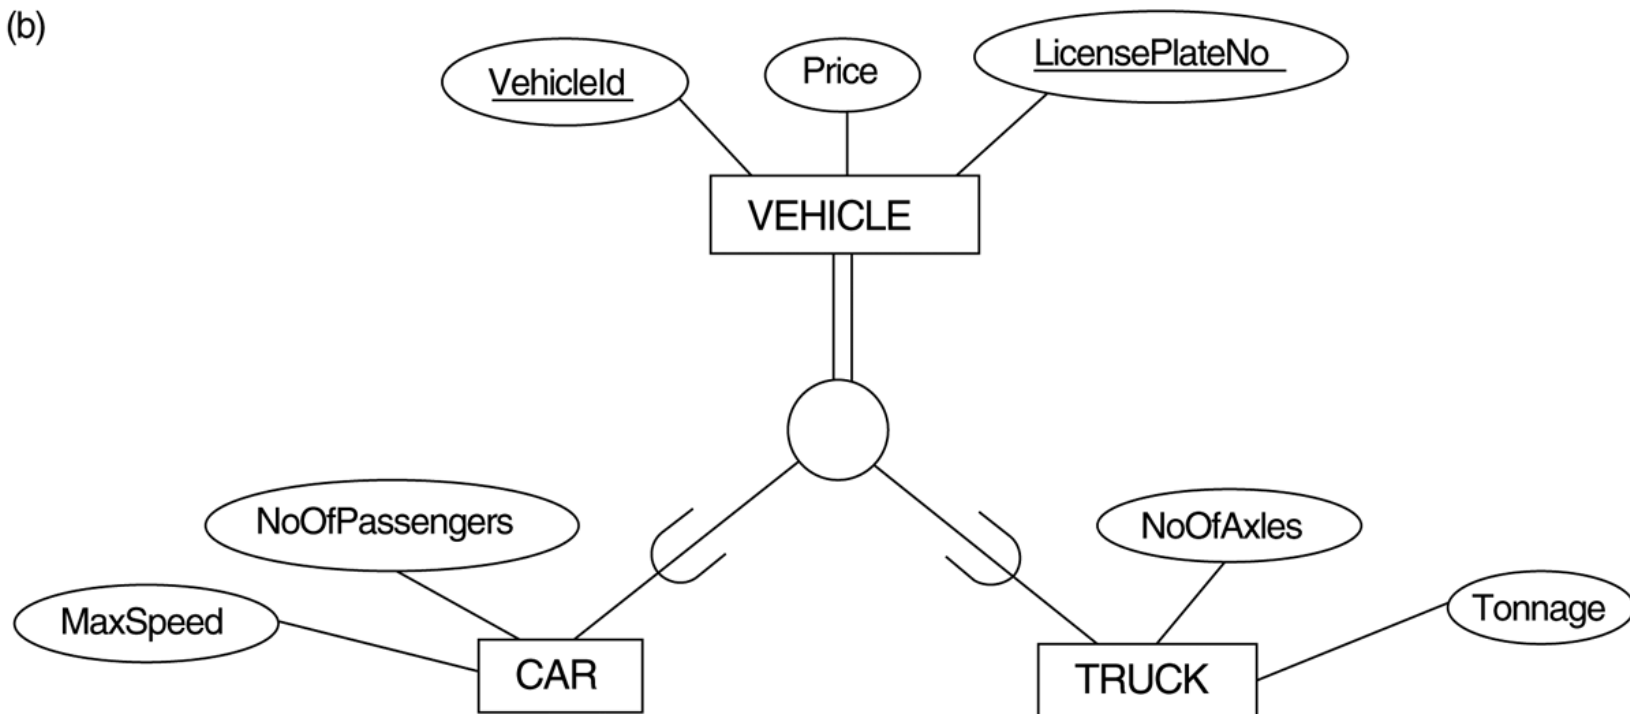 (b)
VehicleId
Price
LicensePlateNo
VEHICLE
NoOfPassengers
NoOfAxles
MaxSpeed
Tonnage
CAR
TRUCK